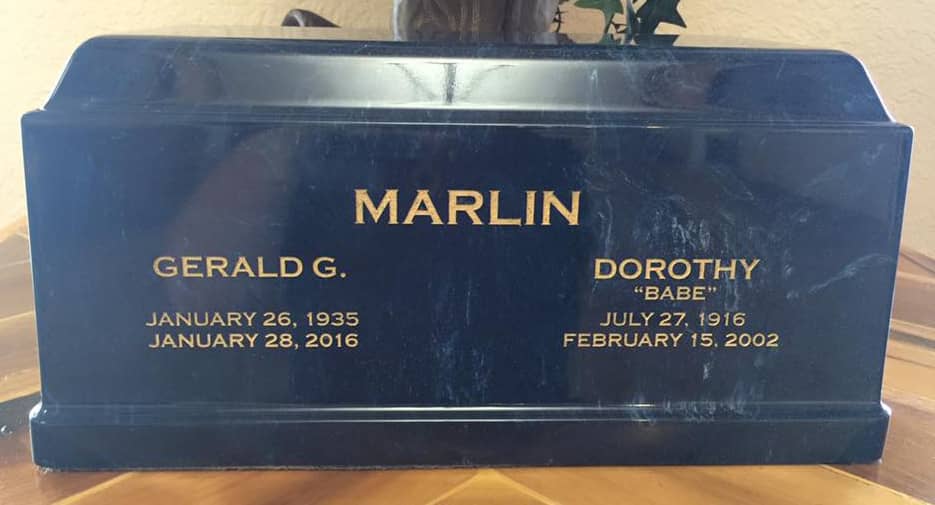 MARLIN
GERALD G.
JANUARY 26, 1935
JANUARY 28, 2016
DOROTHY
“BABE”
JULY 27, 1916
FEBRUARY 15, 2002